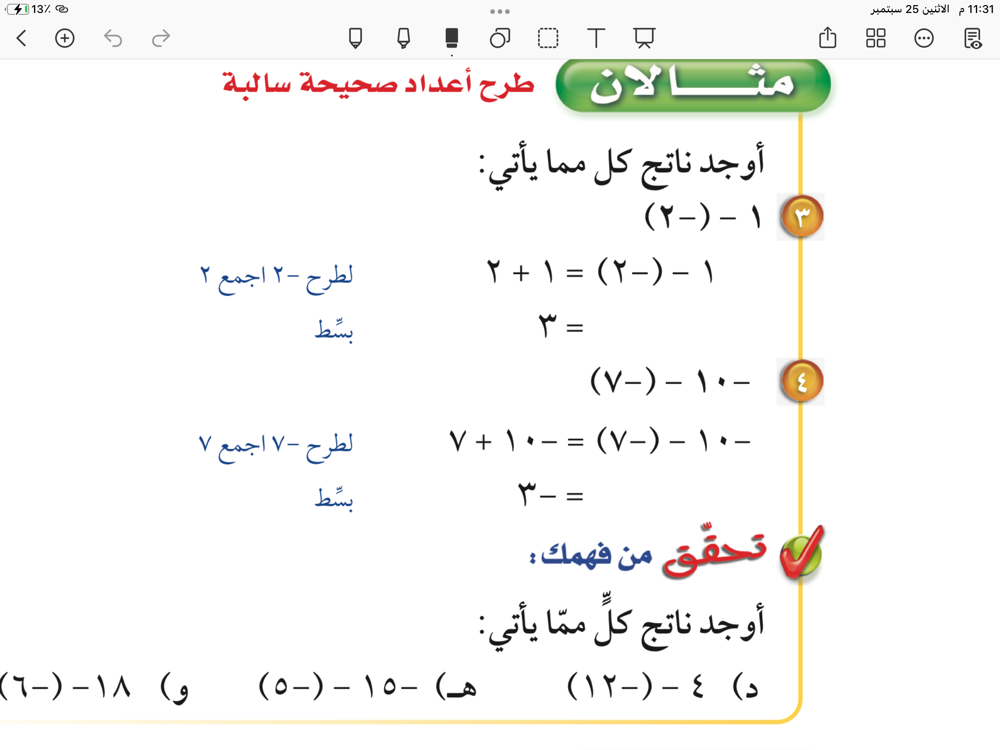 11:31 م الاثنين 25 سبتمبر 13٪
مثالان طرح أعداد صحيحة سالبة
أوجد ناتج كل مما يأتي:
٣ ١ – (–٢)
١ – (–٢) = ١ + ٢ لطرح –٢ اجمع ٢
= ٣ بسِّط
٤ –١٠ – (–٧)
–١٠ – (–٧) = –١٠ + ٧ لطرح –٧ اجمع ٧
= –٣ بسِّط
تحقّق من فهمك:
أوجد ناتج كلٍّ ممّا يأتي:
د) ٤ – (–١٢) هـ) –١٥ – (–٥) و) ١٨ – (–٦)